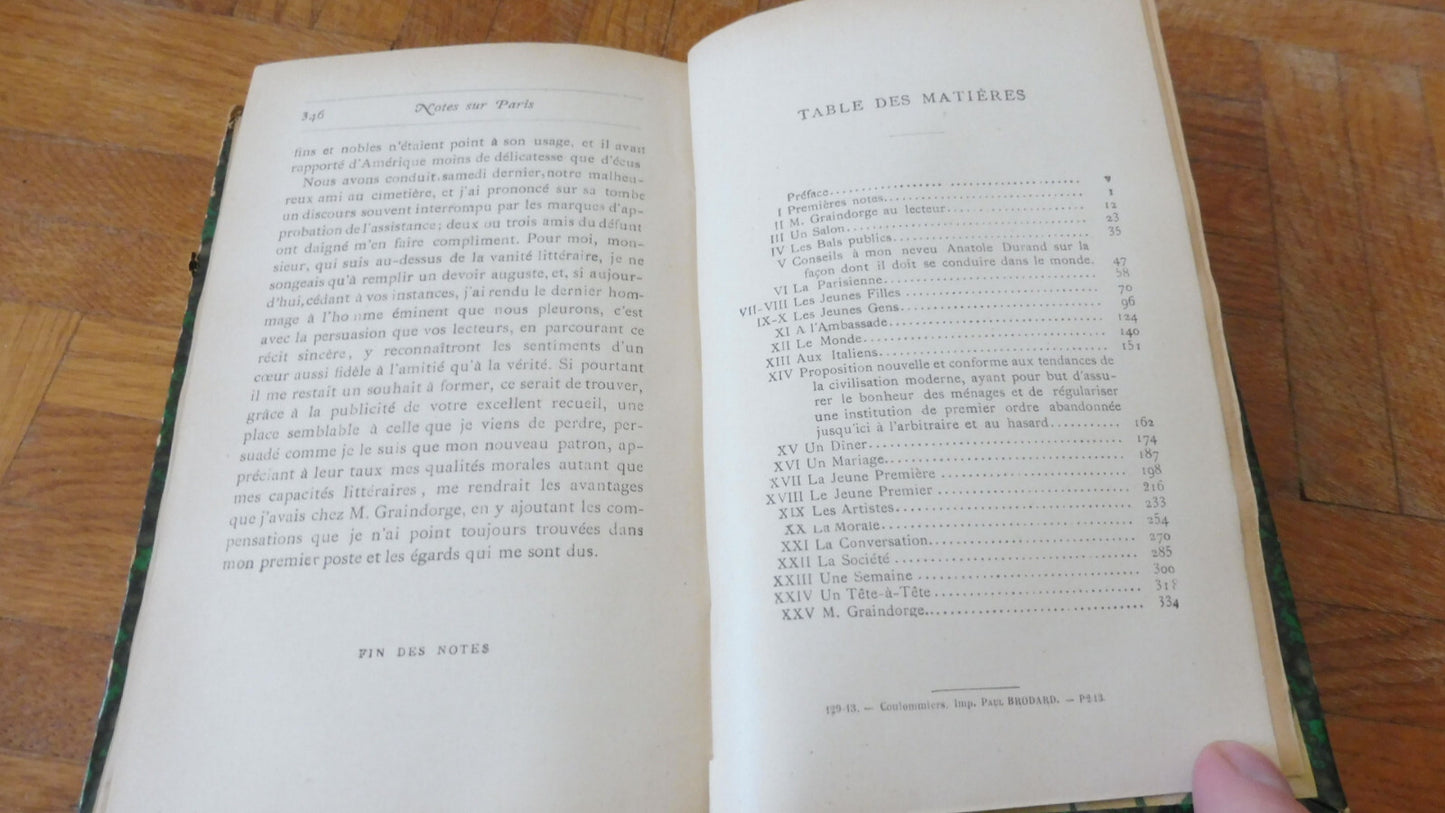 346 Notes sur Paris
fins et nobles n'étaient point à son usage, et il avait
rapporté d'Amérique moins de délicatesse que d'écus
Nous avons conduit, samedi dernier, notre malheu-
reux ami au cimetière, et j'ai prononcé sur sa tombe
un discours souvent interrompu par les marques d'ap-
probation de l'assistance; deux ou trois amis du défunt
ont daigné m'en faire compliment. Pour moi, mon-
sieur, qui suis au-dessus de la vanité littéraire, je ne
songeais qu'à remplir un devoir auguste, et, si aujour-
d'hui, cédant à vos instances, j'ai rendu le dernier hom-
mage à l'homme éminent que nous pleurons, c'est
avec la persuasion que vos lecteurs, en parcourant ce
récit sincère, y reconnaîtront les sentiments d'un
cœur aussi fidèle à l'amitié qu'à la vérité. Si pourtant
il me restait un souhait à former, ce serait de trouver,
grâce à la publicité de votre excellent recueil, une
place semblable à celle que je viens de perdre, per-
suadé comme je le suis que mon nouveau patron, ap-
préciant à leur taux mes qualités morales autant que
mes capacités littéraires, me rendrait les avantages
que j'avais chez M. Graindorge, en y ajoutant les com-
pensations que je n'ai point toujours trouvées dans
mon premier poste et les égards qui me sont dus.
FIN DES NOTES
TABLE DES MATIÈRES
Préface. v
I Premières notes. 1
II M. Graindorge au lecteur. 12
III Un Salon. 23
IV Les Bals publics. 35
V Conseils à mon neveu Anatole Durand sur la
façon dont il doit se conduire dans le monde. 47
VI La Parisienne. 58
VII-VIII Les Jeunes Filles 70
IX-X Les Jeunes Gens. 96
XI A l'Ambassade. 124
XII Le Monde. 140
XIII Aux Italiens. 151
XIV Proposition nouvelle et conforme aux tendances de
la civilisation moderne, ayant pour but d'assu-
rer le bonheur des ménages et de régulariser
une institution de premier ordre abandonnée
jusqu'ici à l'arbitraire et au hasard. 162
XV Un Dîner. 174
XVI Un Mariage. 187
XVII La Jeune Première 198
XVIII Le Jeune Premier 216
XIX Les Artistes. 233
XX La Morale. 254
XXI La Conversation. 270
XXII La Société 285
XXIII Une Semaine 300
XXIV Un Tête-à-Tête 318
XXV M. Graindorge. 334
129-13. — Coulommiers, Imp. Paul BRODARD. — P2-13.